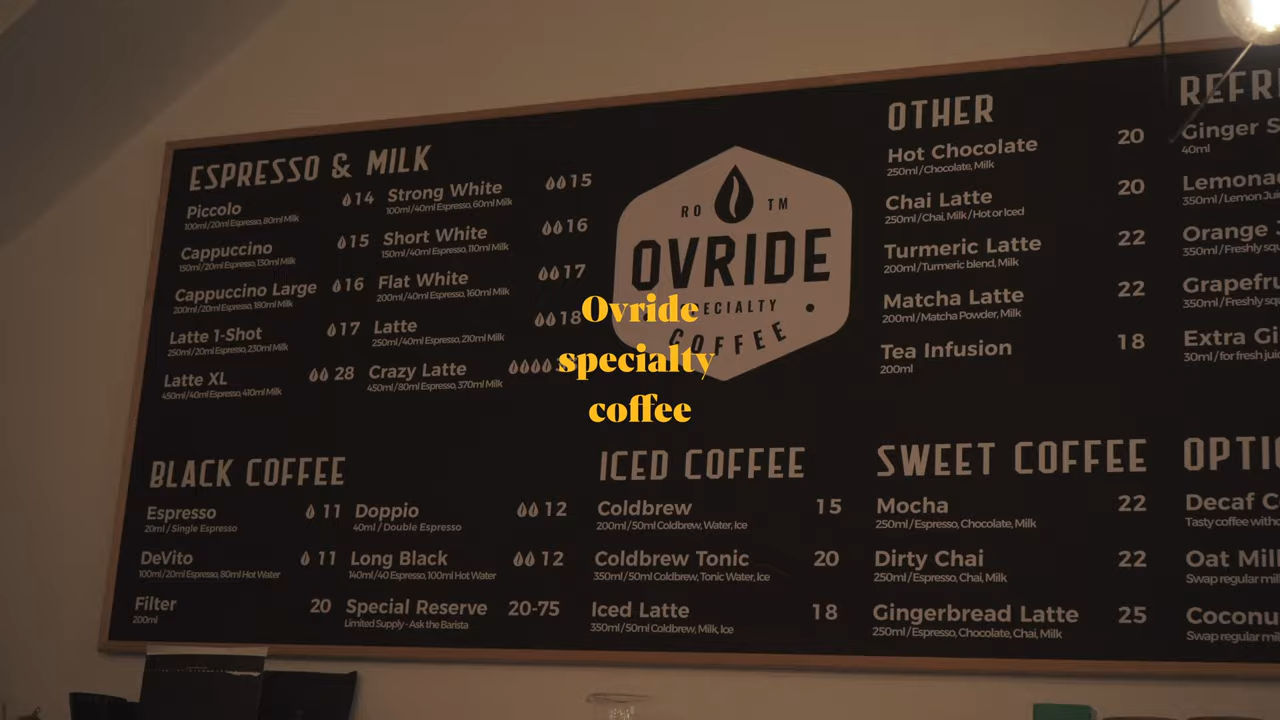 ESPRESSO & MILK
Piccolo 14
100ml/20ml Espresso, 80ml Milk
Cappuccino 15
150ml/20ml Espresso, 130ml Milk
Cappuccino Large 16
200ml/20ml Espresso, 180ml Milk
Latte 1-Shot 17
250ml/20ml Espresso, 230ml Milk
Latte XL 28
450ml/40ml Espresso, 410ml Milk
Strong White 15
100ml/40ml Espresso, 60ml Milk
Short White 16
150ml/40ml Espresso, 110ml Milk
Flat White 17
200ml/40ml Espresso, 160ml Milk
Latte 18
250ml/40ml Espresso, 210ml Milk
Crazy Latte
450ml/80ml Espresso, 370ml Milk
RO TM
OVRIDE
SPECIALTY
COFFEE
Ovride
specialty
coffee
OTHER
Hot Chocolate 20
250ml/Chocolate, Milk
Chai Latte 20
250ml/Chai, Milk/Hot or Iced
Turmeric Latte 22
200ml/Turmeric blend, Milk
Matcha Latte 22
200ml/Matcha Powder, Milk
Tea Infusion 18
200ml
REFR
Ginger S
40ml
Lemona
350ml/Lemon Jus
Orange
350ml/Freshly squ
Grapefru
350ml/Freshly squ
Extra Gi
30ml/for fresh juic
BLACK COFFEE
Espresso 11
20ml/Single Espresso
DeVito 11
100ml/20ml Espresso, 80ml Hot Water
Filter 20
200ml
Doppio 12
40ml/Double Espresso
Long Black 12
140ml/40 Espresso, 100ml Hot Water
Special Reserve 20-75
Limited Supply - Ask the Barista
ICED COFFEE
Coldbrew 15
200ml/50ml Coldbrew, Water, Ice
Coldbrew Tonic 20
350ml/50ml Coldbrew, Tonic Water, Ice
Iced Latte 18
350ml/50ml Coldbrew, Milk, Ice
SWEET COFFEE
Mocha 22
250ml/Espresso, Chocolate, Milk
Dirty Chai 22
250ml/Espresso, Chai, Milk
Gingerbread Latte 25
250ml/Espresso, Chocolate, Chai, Milk
OPTI
Decaf C
Tasty coffee witho
Oat Mill
Swap regular mil
Coconu
Swap regular mil